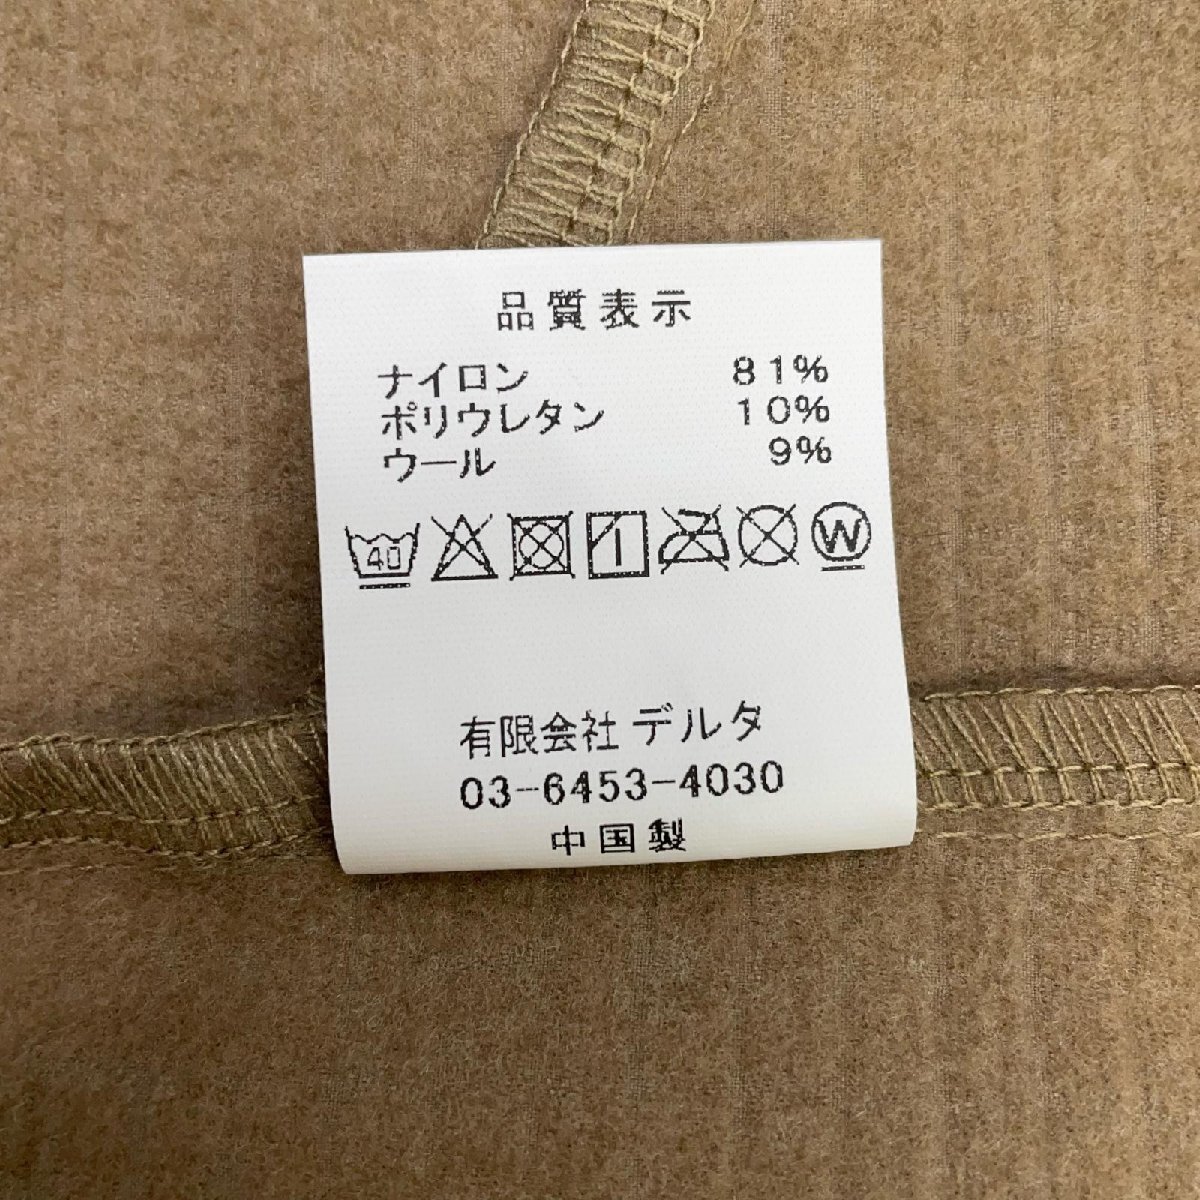 品質表示
ナイロン 81%
ポリウレタン 10%
ウール 9%
40 W
有限会社 デルタ
03-6453-4030
中国製